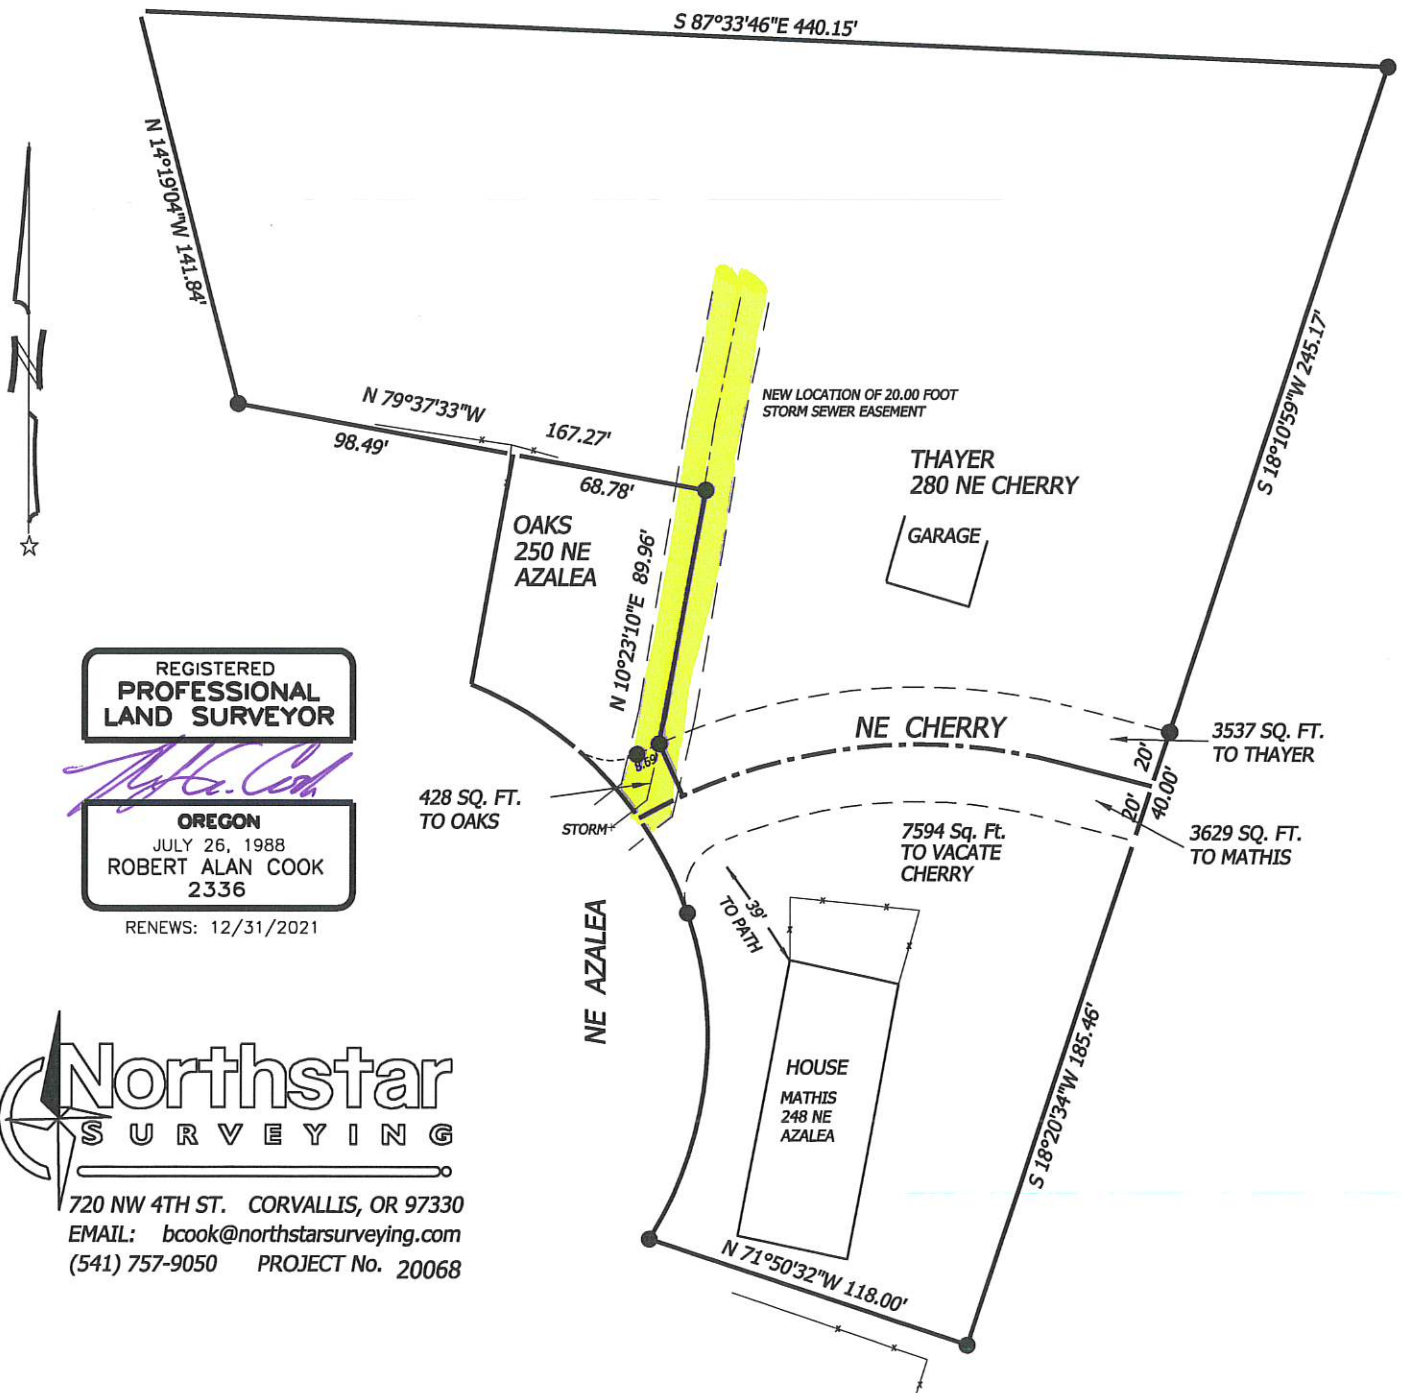 S 87°33'46"E 440.15'
N 14°19'04"W 141.84'
N
N 79°37'33"W
98.49'
167.27'
68.78'
NEW LOCATION OF 20.00 FOOT
STORM SEWER EASEMENT
S 18°10'59"W 245.17'
THAYER
280 NE CHERRY
GARAGE
OAKS
250 NE
AZALEA
N 10°23'10"E 89.96'
REGISTERED
PROFESSIONAL
LAND SURVEYOR
OREGON
JULY 26, 1988
ROBERT ALAN COOK
2336
RENEWS: 12/31/2021
NE CHERRY
3537 SQ. FT.
TO THAYER
20'
40.00'
20'
8.69'
428 SQ. FT.
TO OAKS
STORM
7594 Sq. Ft.
TO VACATE
CHERRY
3629 SQ. FT.
TO MATHIS
39'
TO PATH
NE AZALEA
HOUSE
MATHIS
248 NE
AZALEA
S 18°20'34"W 185.46'
N 71°50'32"W 118.00'
Northstar
SURVEYING
720 NW 4TH ST. CORVALLIS, OR 97330
EMAIL: bcook@northstarsurveying.com
(541) 757-9050 PROJECT No. 20068